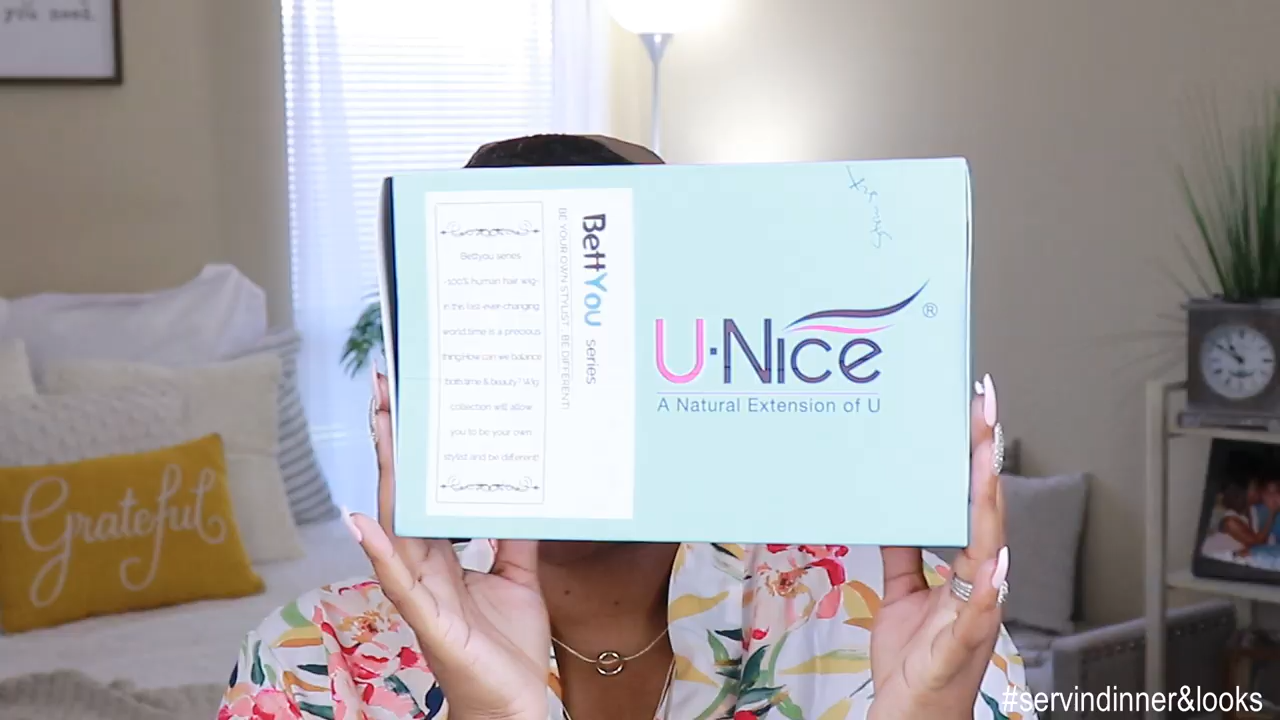 you need.
BettYou series
BE YOUR OWN STYLIST · BE DIFFERENT!
Bettyou series
-100% human hair wig-
in the fast-ever-changing
world,time is a precious
thing.How can we balance
both time & beauty?
collection will allow
you to be your own
stylist and be different!
U·NICE ®
A Natural Extension of U
Grateful
#servindinner&looks